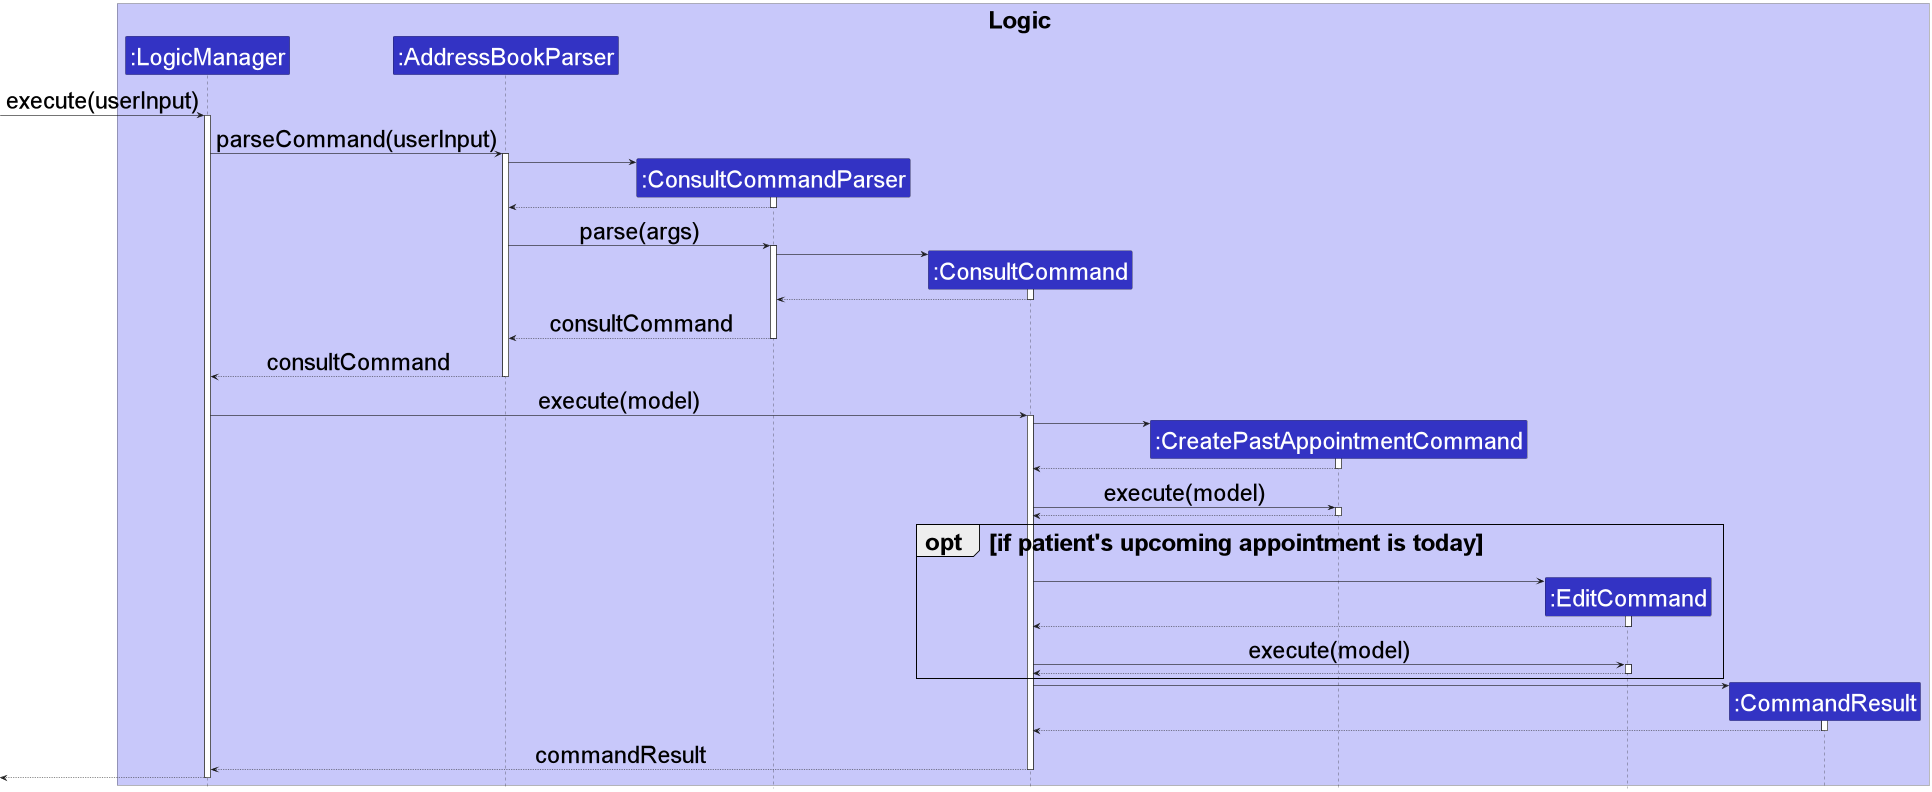 Logic
:LogicManager
:AddressBookParser
execute(userInput)
parseCommand(userInput)
:ConsultCommandParser
parse(args)
:ConsultCommand
consultCommand
consultCommand
execute(model)
:CreatePastAppointmentCommand
execute(model)
opt [if patient's upcoming appointment is today]
:EditCommand
execute(model)
:CommandResult
commandResult